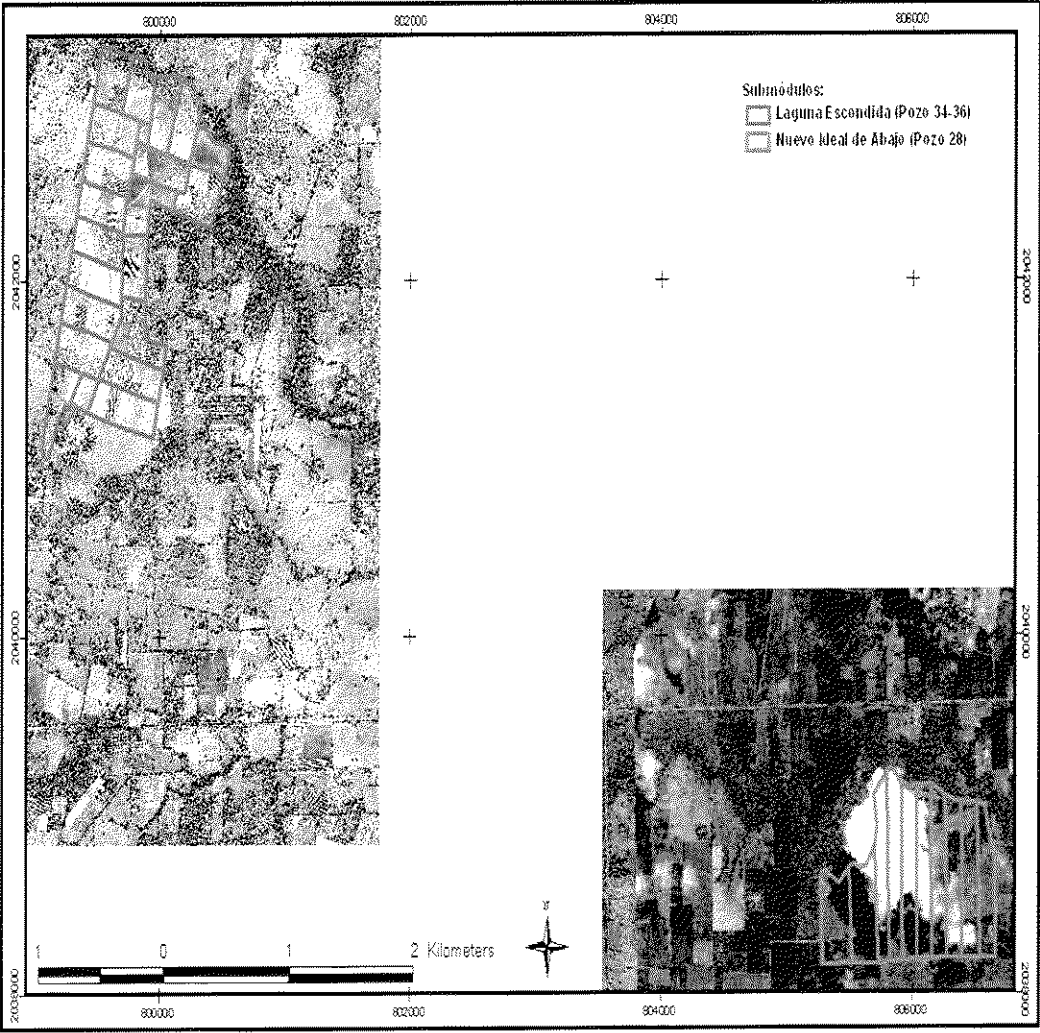 800000 802000 804000 806000
Submódulos:
Laguna Escondida (Pozo 34-36)
Nuevo Ideal de Abajo (Pozo 28)
2042000 2042000
2040000 2040000
N
1 0 1 2 Kilometers
2038000 2038000
800000 802000 804000 806000